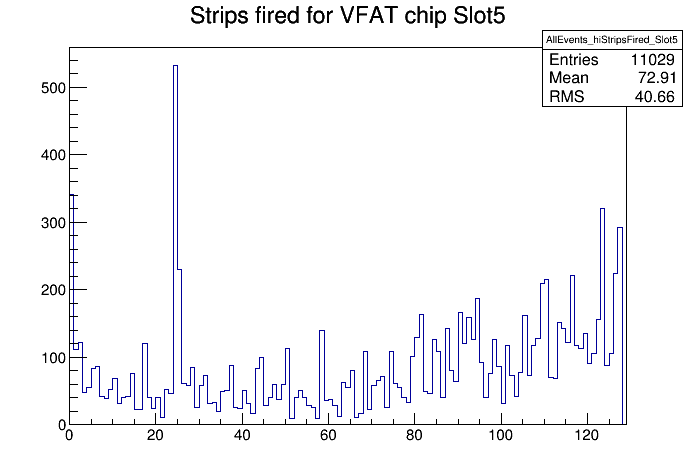 Strips fired for VFAT chip Slot5
AllEvents_hiStripsFired_Slot5
Entries 11029
Mean 72.91
RMS 40.66
500
400
300
200
100
0
0 20 40 60 80 100 120